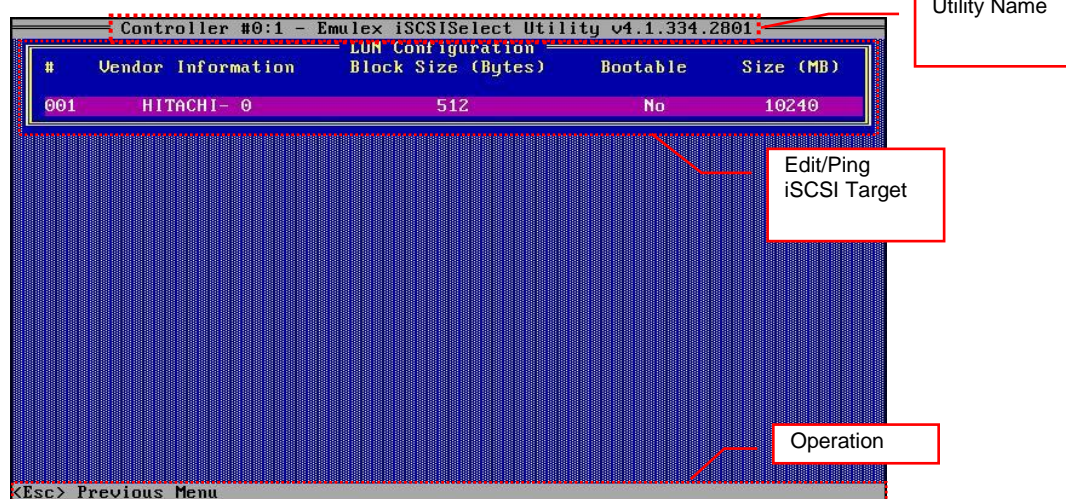 Utility Name
Controller #0:1 - Emulex iSCSISelect Utility v4.1.334.2801
LUN Configuration
# Vendor Information Block Size (Bytes) Bootable Size (MB)
001 HITACHI- 0 512 No 10240
Edit/Ping
iSCSI Target
Operation
<Esc> Previous Menu